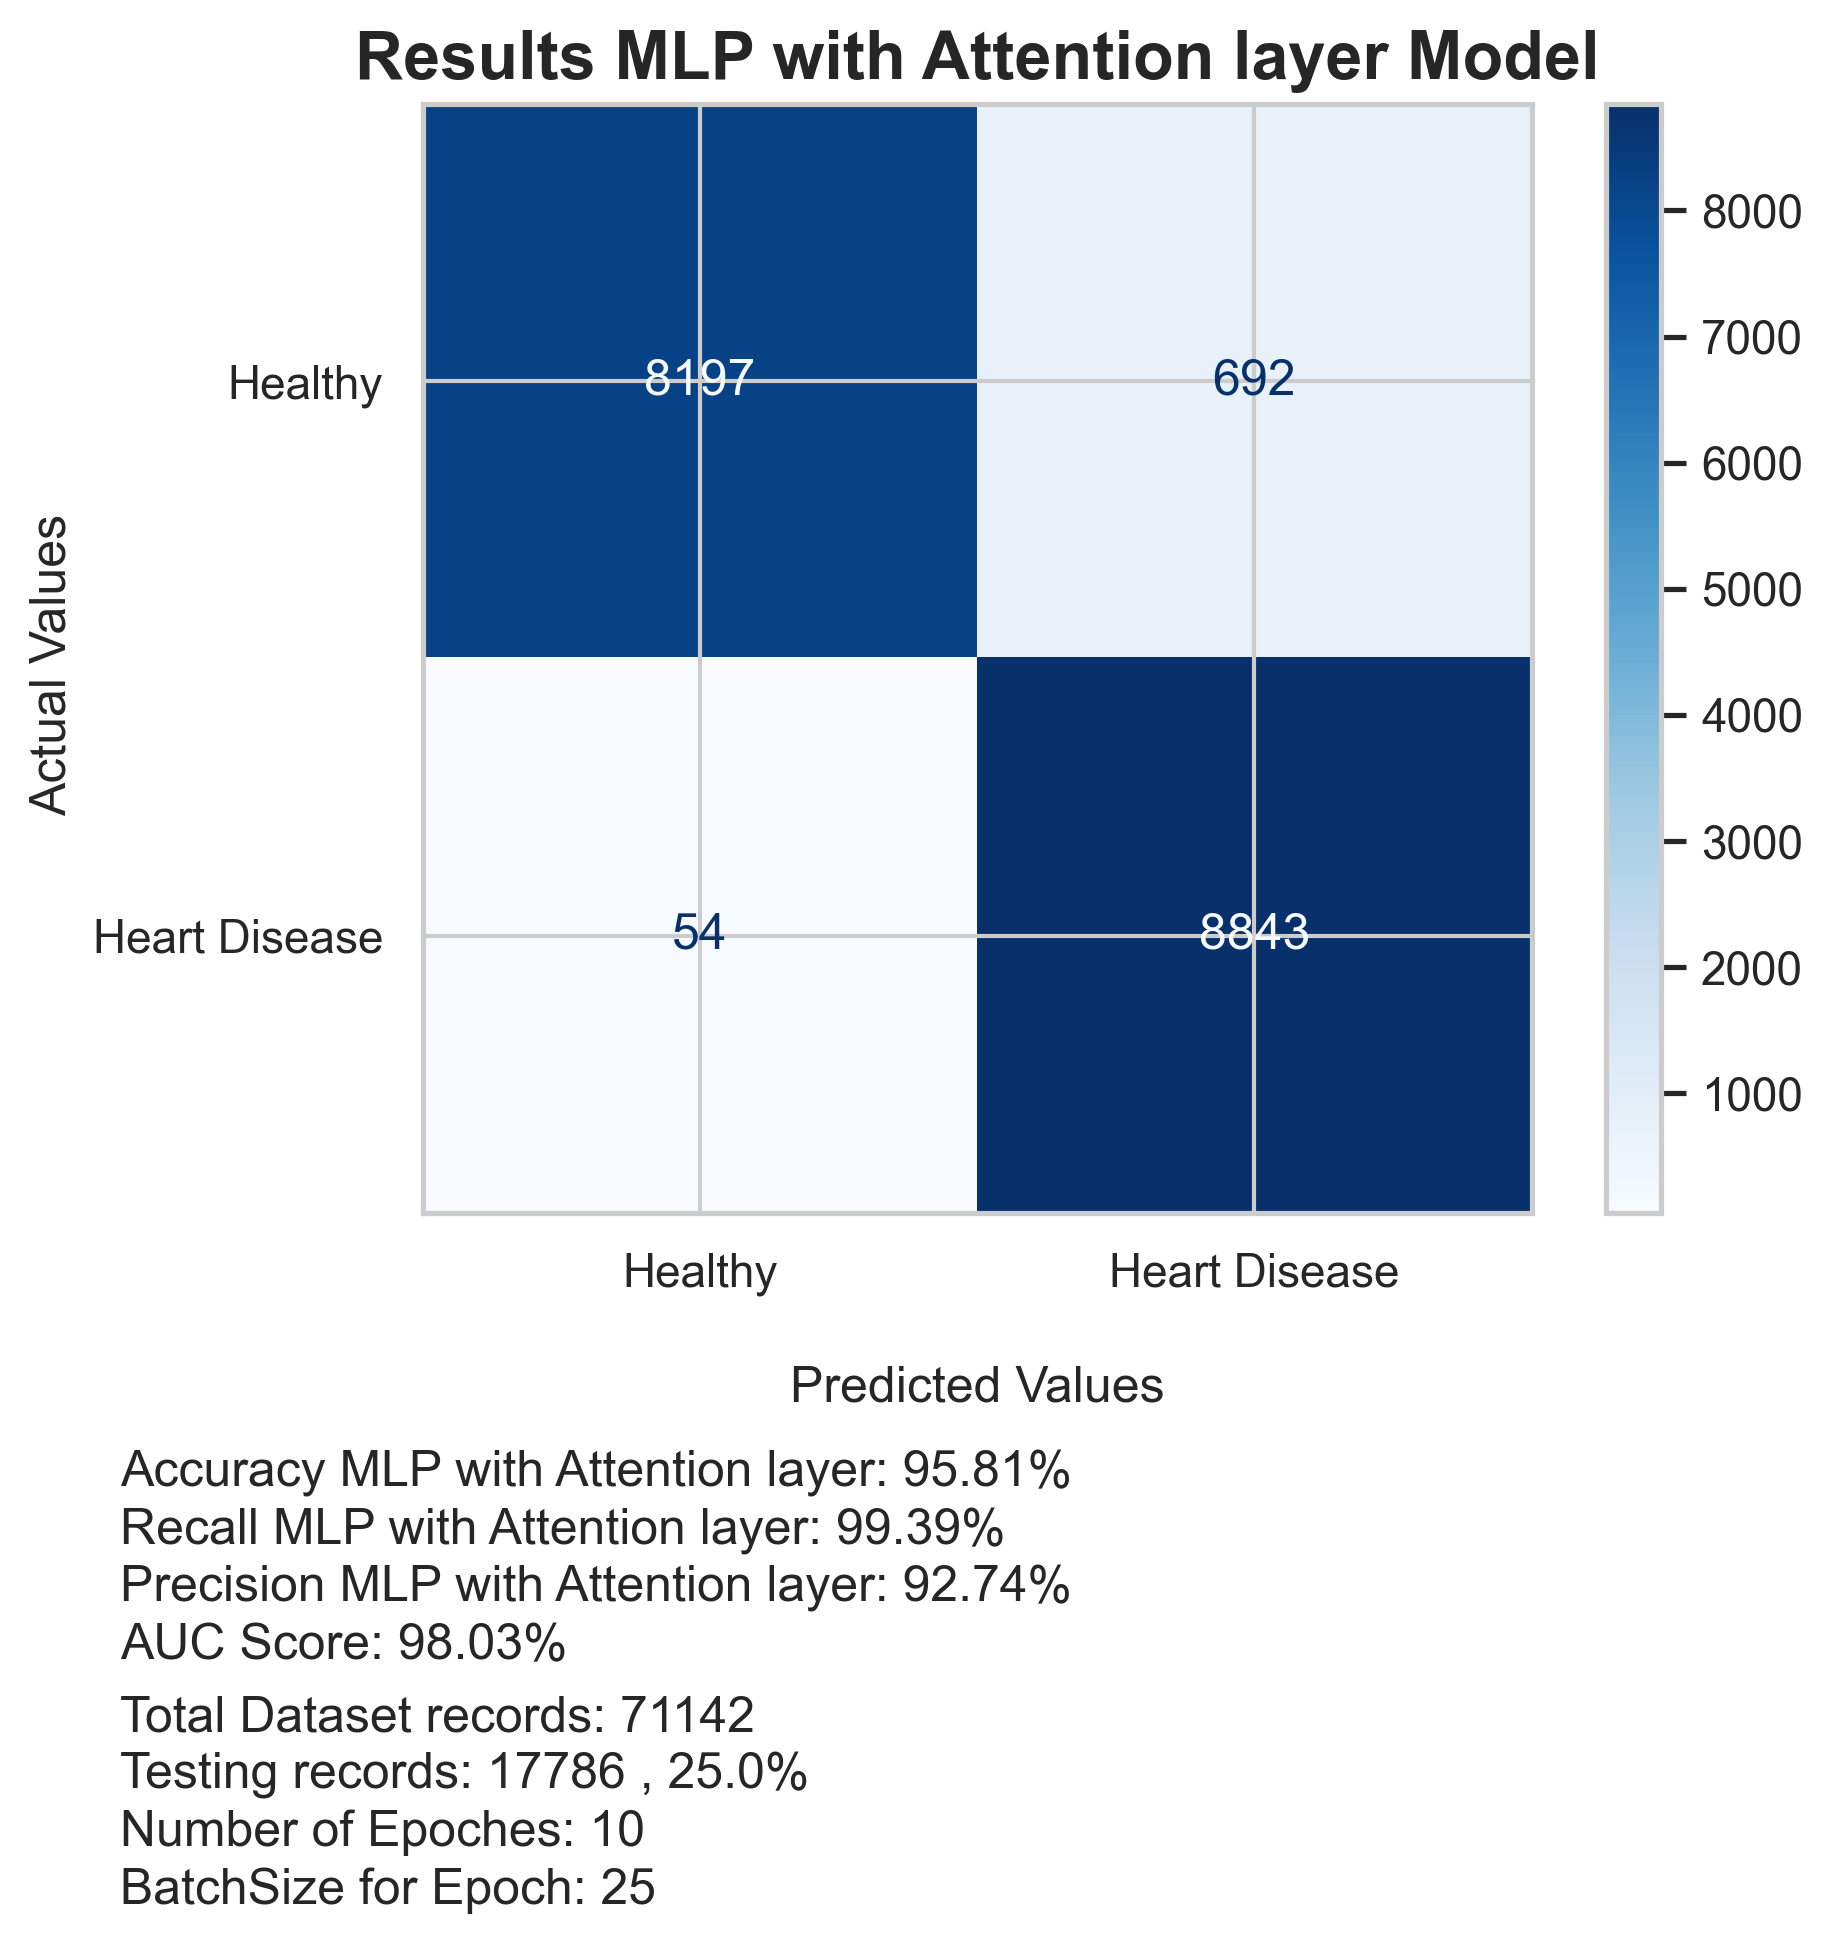 Results MLP with Attention layer Model
8000
7000
6000
5000
4000
3000
2000
1000
Actual Values
Healthy
8197
692
Heart Disease
54
8843
Healthy
Heart Disease
Predicted Values
Accuracy MLP with Attention layer: 95.81%
Recall MLP with Attention layer: 99.39%
Precision MLP with Attention layer: 92.74%
AUC Score: 98.03%
Total Dataset records: 71142
Testing records: 17786 , 25.0%
Number of Epoches: 10
BatchSize for Epoch: 25